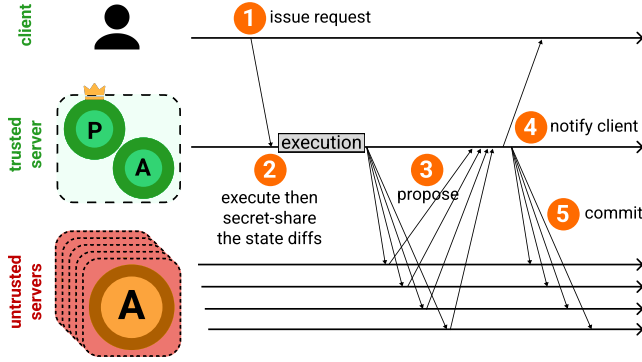 client
1 issue request
trusted
server
P
A
execution
2
execute then
secret-share
the state diffs
3
propose
4 notify client
5 commit
untrusted
servers
A